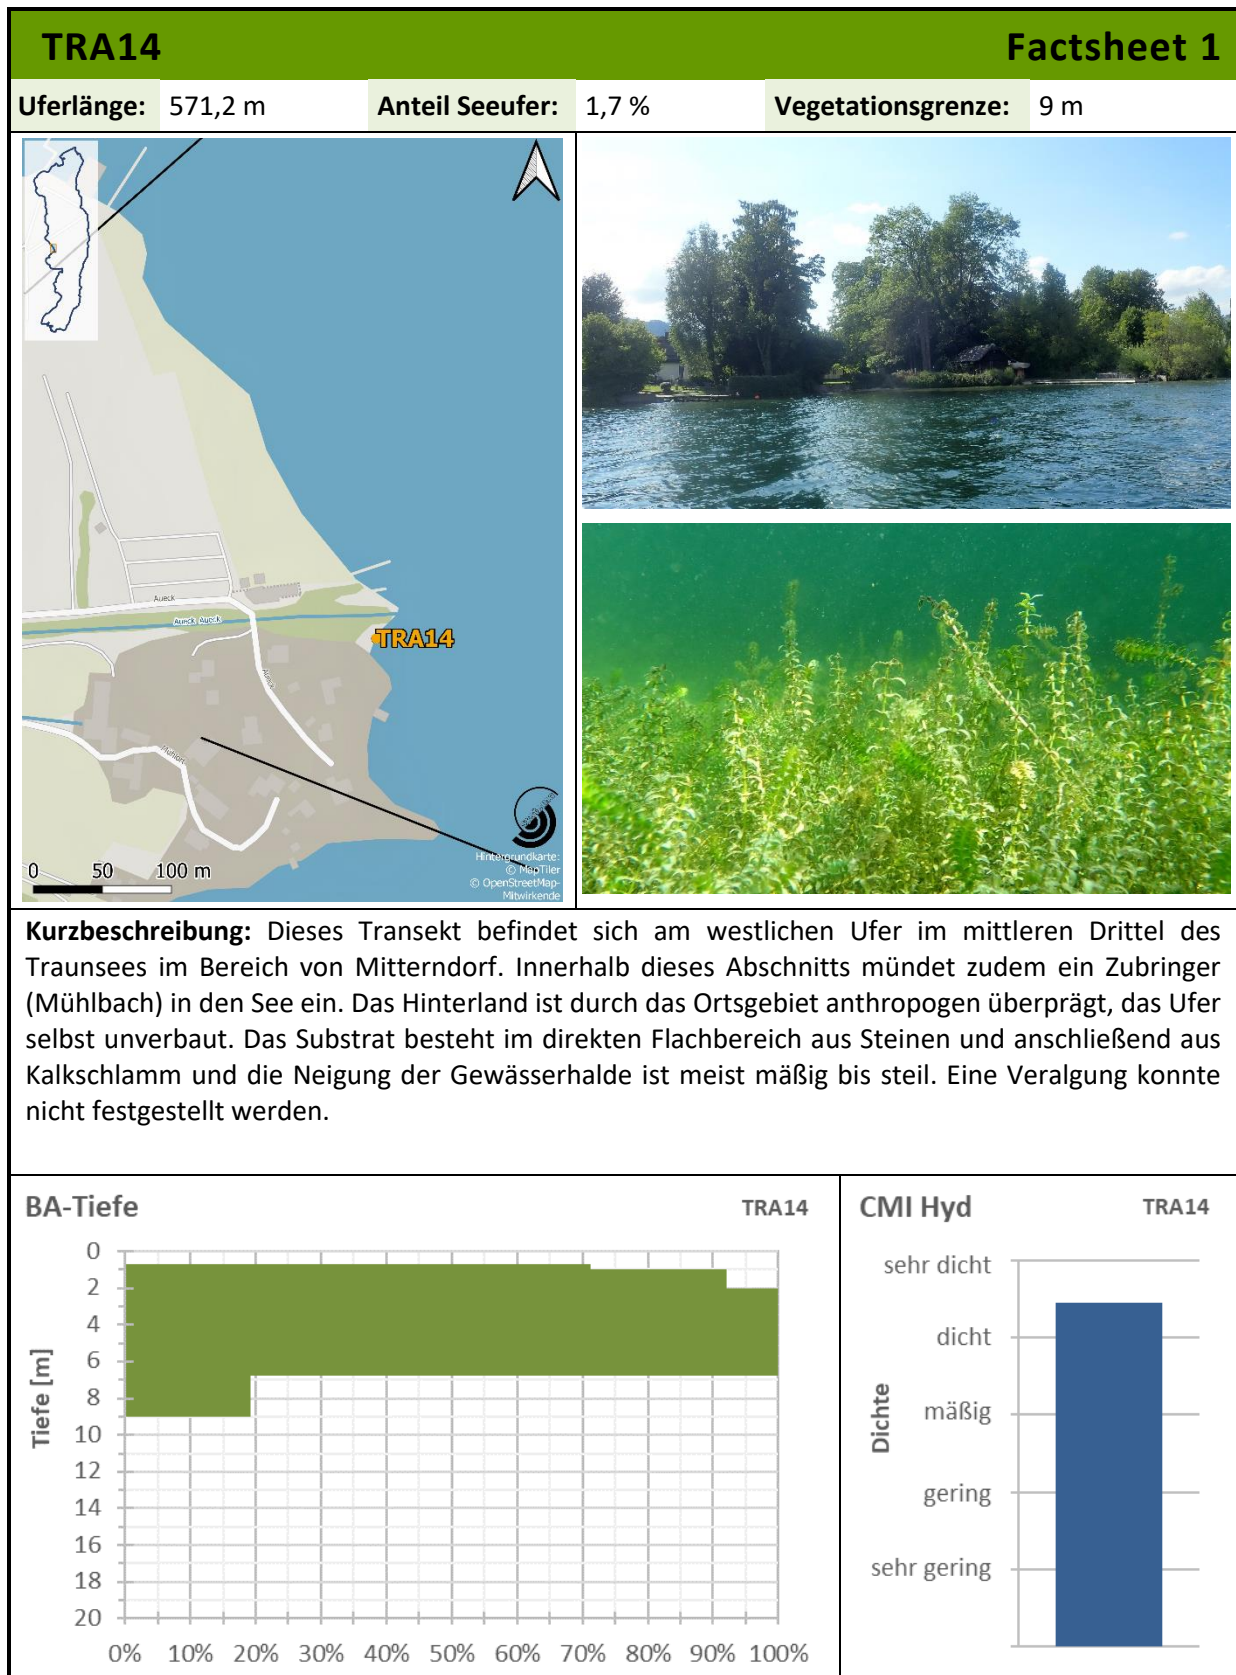 TRA14 Factsheet 1
Uferlänge: 571,2 m Anteil Seeufer: 1,7 % Vegetationsgrenze: 9 m
Aueck
Aueck Aueck
TRA14
Aueck
0 50 100 m
Hintergrundkarte:
© MapTiler
© OpenStreetMap-
Mitwirkende
Kurzbeschreibung: Dieses Transekt befindet sich am westlichen Ufer im mittleren Drittel des
Traunsees im Bereich von Mitterndorf. Innerhalb dieses Abschnitts mündet zudem ein Zubringer
(Mühlbach) in den See ein. Das Hinterland ist durch das Ortsgebiet anthropogen überprägt, das Ufer
selbst unverbaut. Das Substrat besteht im direkten Flachbereich aus Steinen und anschließend aus
Kalkschlamm und die Neigung der Gewässerhalde ist meist mäßig bis steil. Eine Veralgung konnte
nicht festgestellt werden.
BA-Tiefe TRA14
Tiefe [m]
0
2
4
6
8
10
12
14
16
18
20
0% 10% 20% 30% 40% 50% 60% 70% 80% 90% 100%
CMI Hyd TRA14
Dichte
sehr dicht
dicht
mäßig
gering
sehr gering